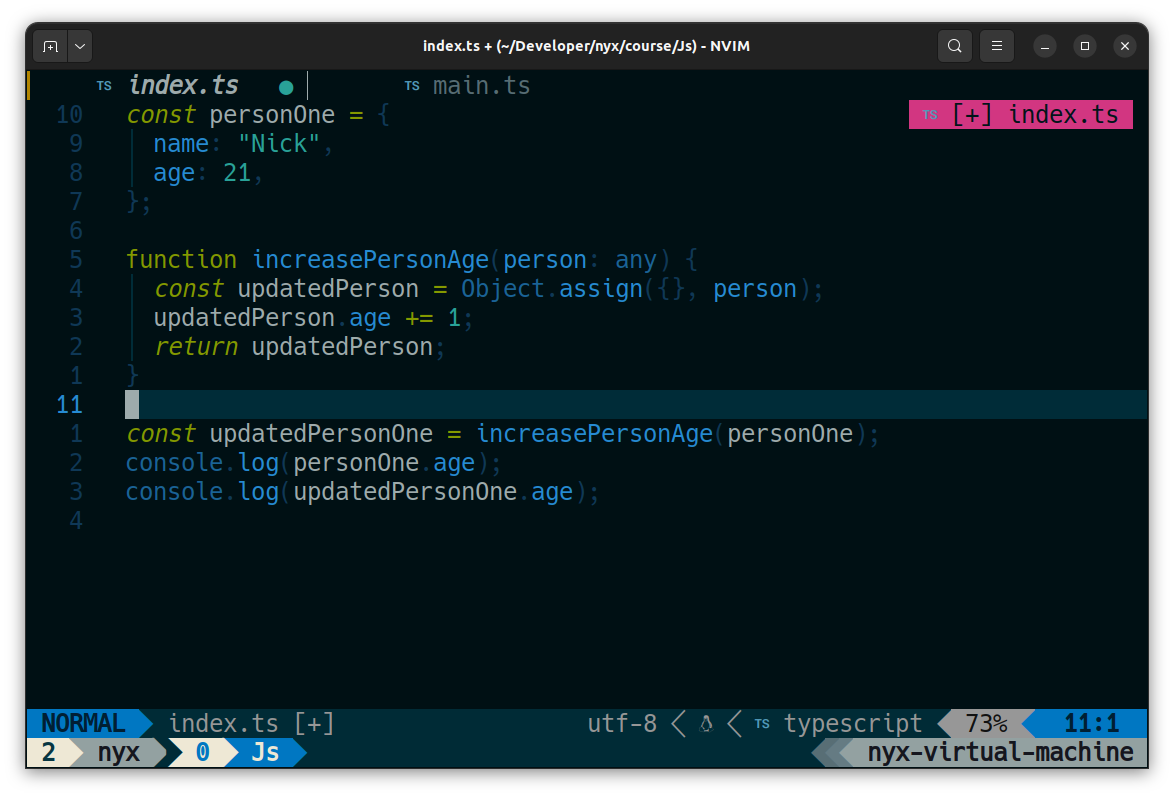 index.ts + (~/Developer/nyx/course/Js) - NVIM
TS index.ts ● TS main.ts
10 const personOne = {
TS [+] index.ts
9 name: "Nick",
8 age: 21,
7 };
6
5 function increasePersonAge(person: any) {
4 const updatedPerson = Object.assign({}, person);
3 updatedPerson.age += 1;
2 return updatedPerson;
1 }
11
1 const updatedPersonOne = increasePersonAge(personOne);
2 console.log(personOne.age);
3 console.log(updatedPersonOne.age);
4
NORMAL index.ts [+] utf-8 TS typescript 73% 11:1
2 nyx 0 Js nyx-virtual-machine